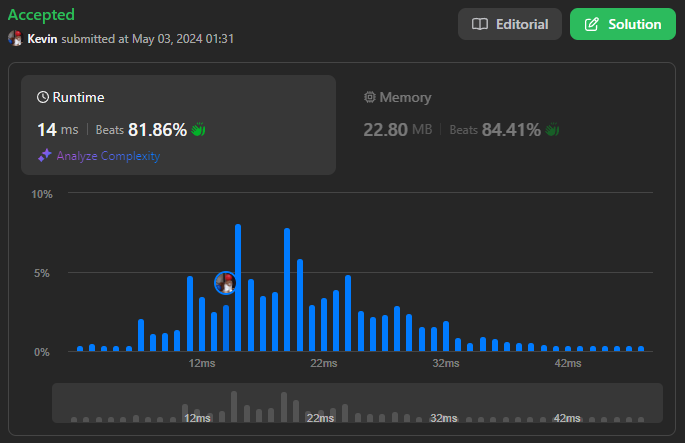 Accepted
Kevin submitted at May 03, 2024 01:31
Editorial
Solution
Runtime
14 ms | Beats 81.86%
Analyze Complexity
Memory
22.80 MB | Beats 84.41%
10%
5%
0%
12ms 22ms 32ms 42ms
12ms 22ms 32ms 42ms